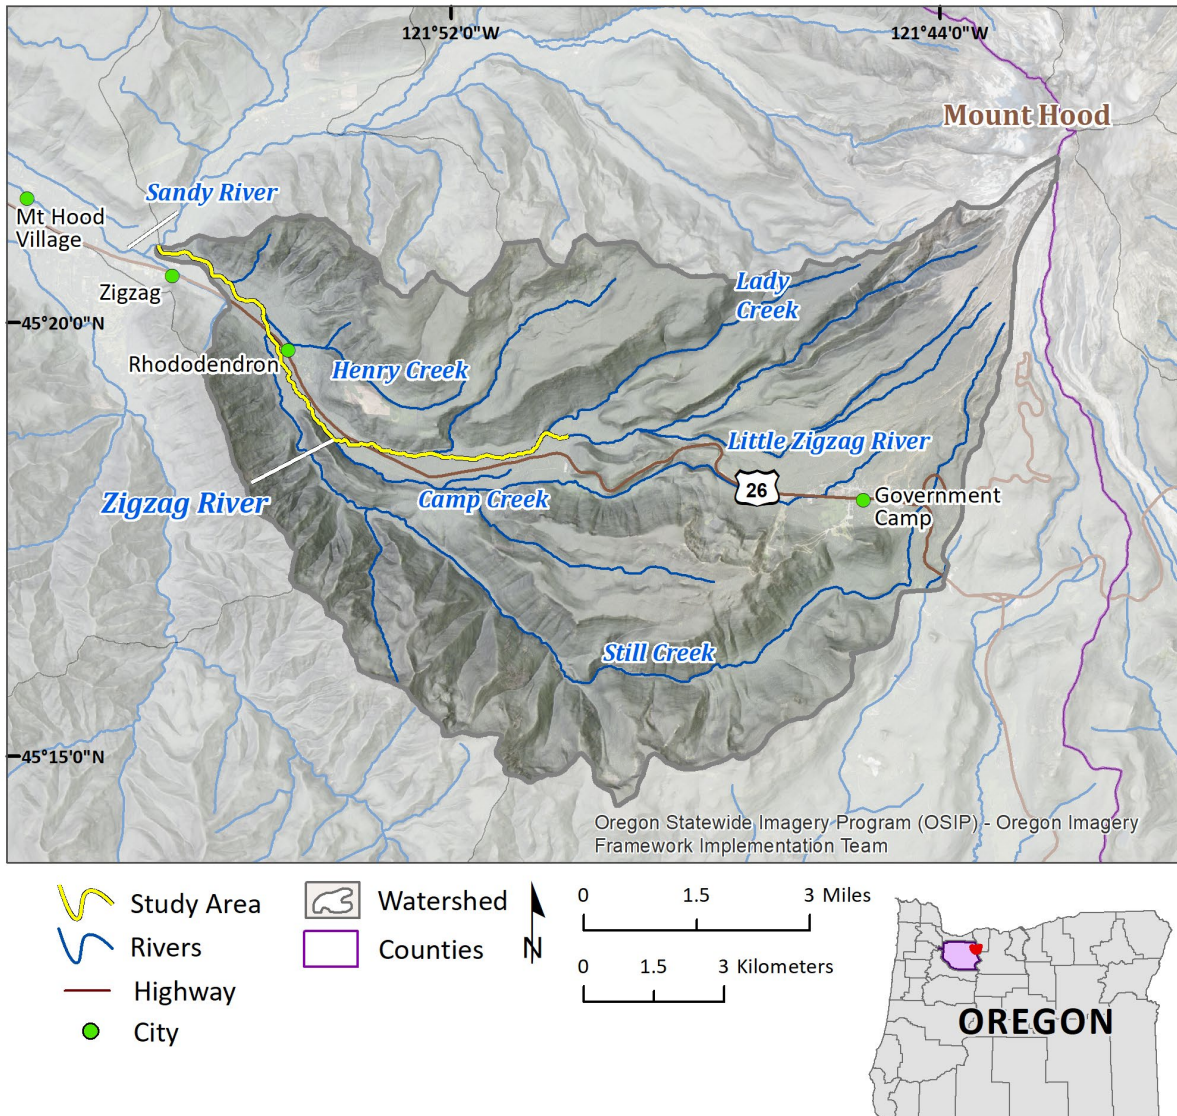 121°52'0"W
121°44'0"W
Mount Hood
Sandy River
Mt Hood
Village
Zigzag
Lady
Creek
45°20'0"N
Rhododendron
Henry Creek
Little Zigzag River
Zigzag River
Camp Creek
26
Government
Camp
Still Creek
45°15'0"N
Oregon Statewide Imagery Program (OSIP) - Oregon Imagery
Framework Implementation Team
Study Area
Rivers
Highway
City
Watershed
Counties
N
0 1.5 3 Miles
0 1.5 3 Kilometers
OREGON